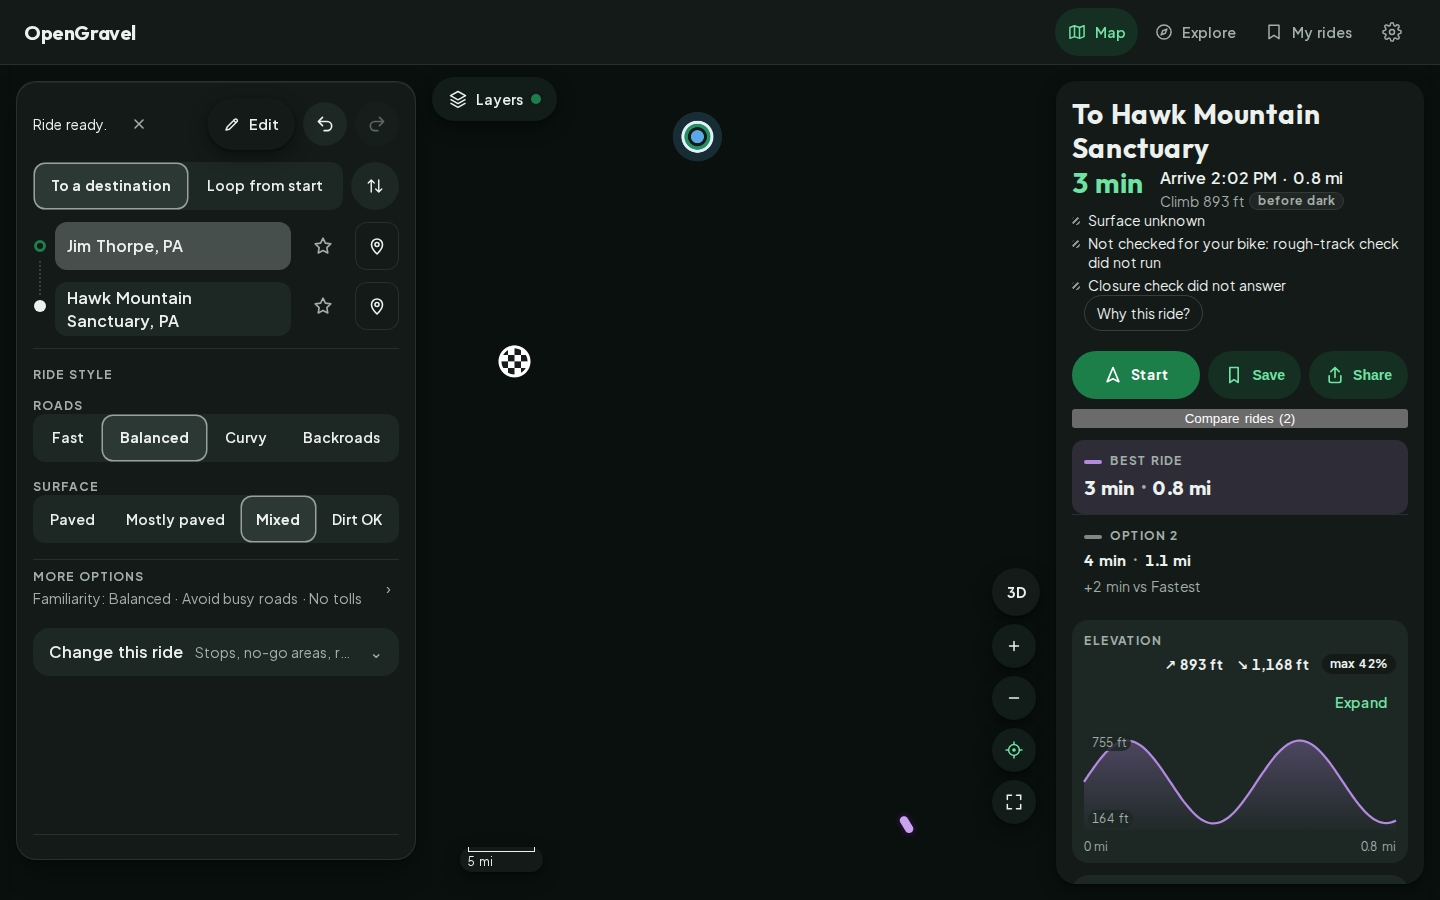 OpenGravel
Map
Explore
My rides
Ride ready.
Edit
To a destination
Loop from start
Jim Thorpe, PA
Hawk Mountain
Sanctuary, PA
RIDE STYLE
ROADS
Fast
Balanced
Curvy
Backroads
SURFACE
Paved
Mostly paved
Mixed
Dirt OK
MORE OPTIONS
Familiarity: Balanced · Avoid busy roads · No tolls
Change this ride
Stops, no-go areas, r...
Layers
3D
5 mi
To Hawk Mountain
Sanctuary
3 min
Arrive 2:02 PM · 0.8 mi
Climb 893 ft
before dark
Surface unknown
Not checked for your bike: rough-track check
did not run
Closure check did not answer
Why this ride?
Start
Save
Share
Compare rides (2)
BEST RIDE
3 min · 0.8 mi
OPTION 2
4 min · 1.1 mi
+2 min vs Fastest
ELEVATION
↗ 893 ft ↘ 1,168 ft max 42%
Expand
755 ft
164 ft
0 mi
0.8 mi